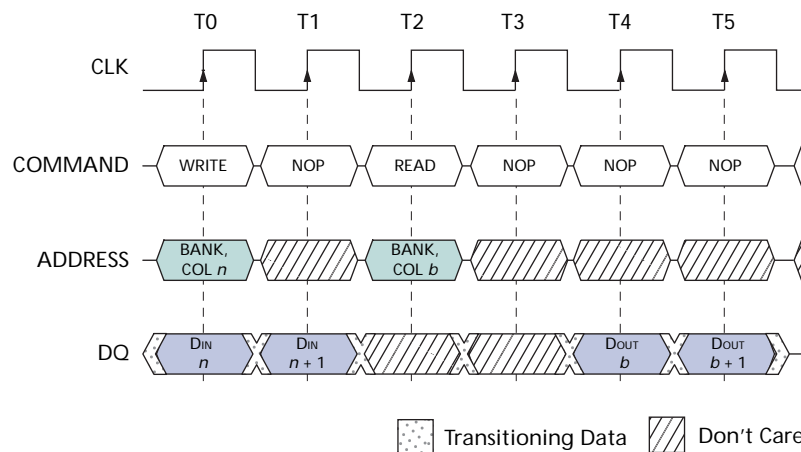 T0 T1 T2 T3 T4 T5
CLK
COMMAND WRITE NOP READ NOP NOP NOP
ADDRESS BANK, COL n BANK, COL b
DQ DIN n DIN n + 1 DOUT b DOUT b + 1
Transitioning Data Don't Care